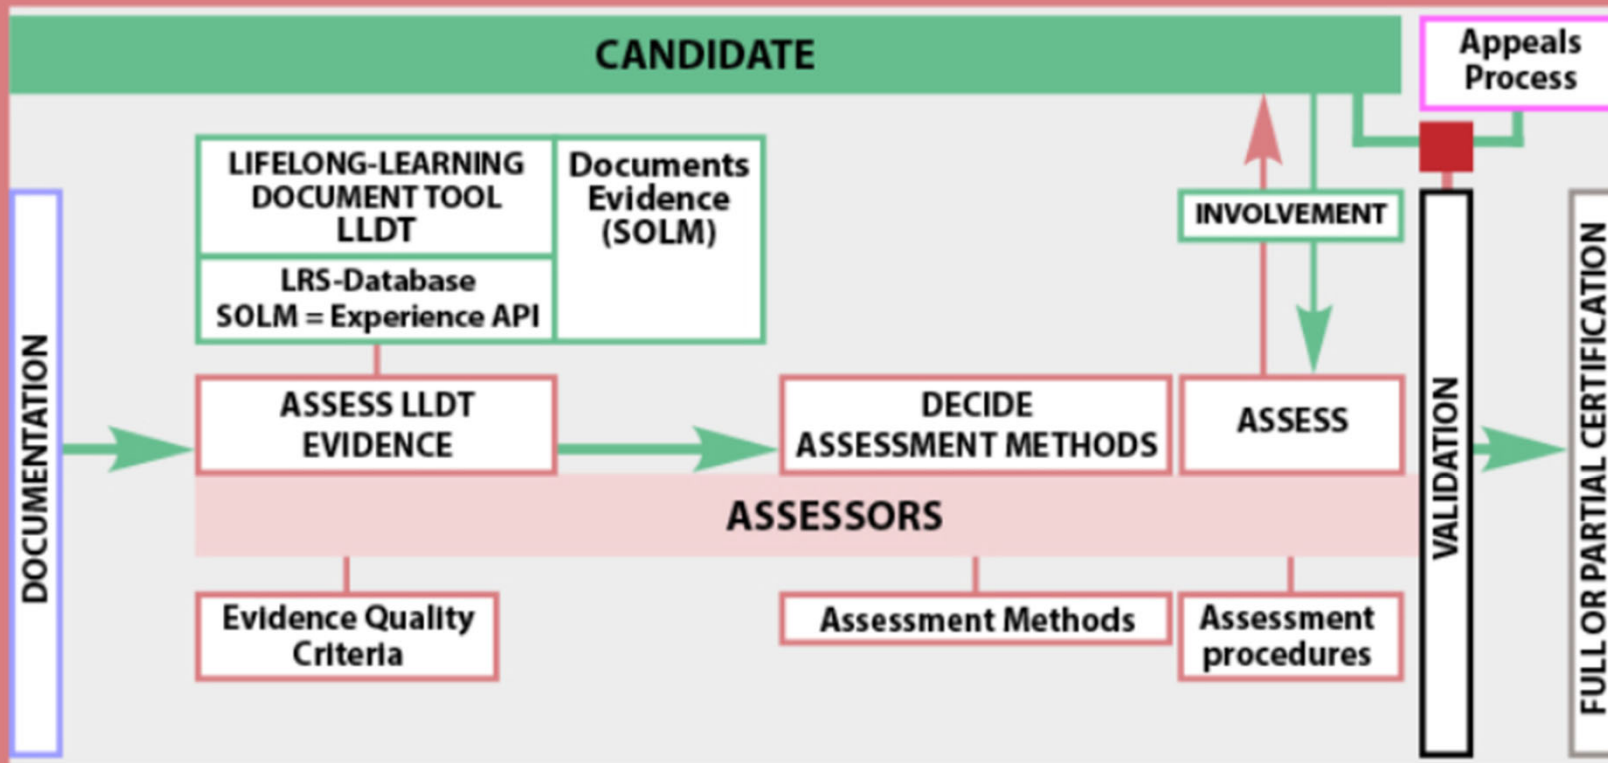 CANDIDATE
Appeals
Process
LIFELONG-LEARNING
DOCUMENT TOOL
LLDT
Documents
Evidence
(SOLM)
LRS-Database
SOLM = Experience API
INVOLVEMENT
DOCUMENTATION
ASSESS LLDT
EVIDENCE
DECIDE
ASSESSMENT METHODS
ASSESS
VALIDATION
FULL OR PARTIAL CERTIFICATION
ASSESSORS
Evidence Quality
Criteria
Assessment Methods
Assessment
procedures